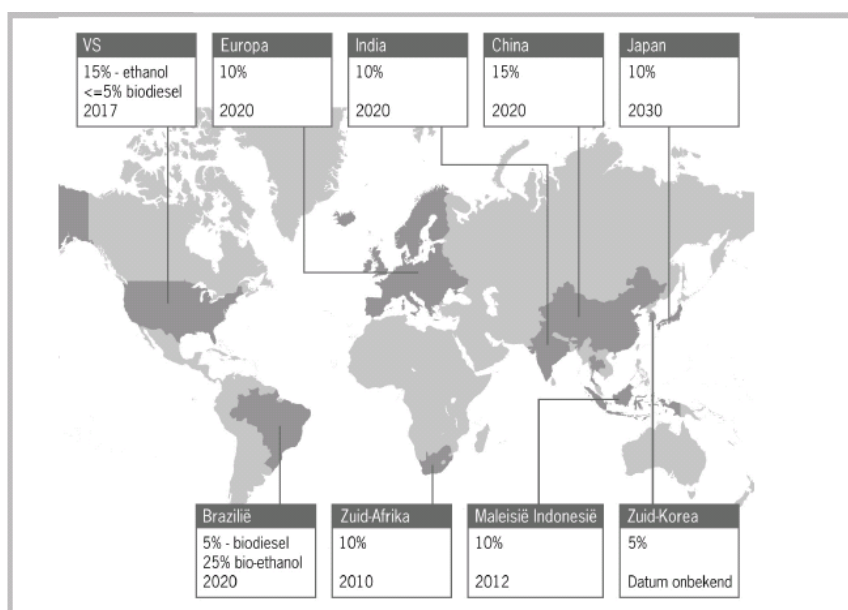 VS
15% - ethanol
<=5% biodiesel
2017
Europa
10%
2020
India
10%
2020
China
15%
2020
Japan
10%
2030
Brazilië
5% - biodiesel
25% bio-ethanol
2020
Zuid-Afrika
10%
2010
Maleisië Indonesië
10%
2012
Zuid-Korea
5%
Datum onbekend